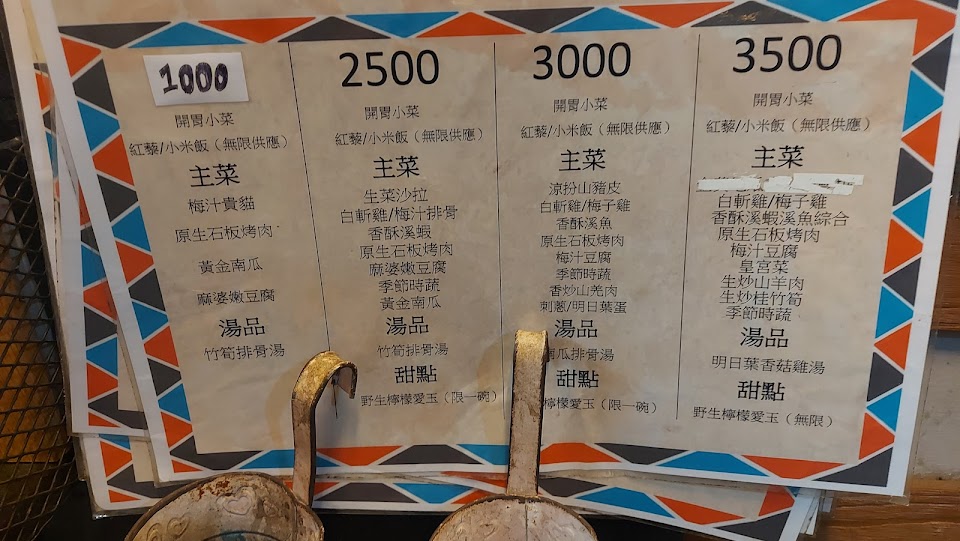 1000
開胃小菜
紅藜/小米飯（無限供應）
主菜
梅汁貴貓
原生石板烤肉
黃金南瓜
麻婆嫩豆腐
湯品
竹筍排骨湯
2500
開胃小菜
紅藜/小米飯（無限供應）
主菜
生菜沙拉
白斬雞/梅汁排骨
香酥溪蝦
原生石板烤肉
麻婆嫩豆腐
季節時蔬
黃金南瓜
湯品
竹筍排骨湯
甜點
野生檸檬愛玉（限一碗）
3000
開胃小菜
紅藜/小米飯（無限供應）
主菜
涼扮山豬皮
白斬雞/梅子雞
香酥溪魚
原生石板烤肉
梅汁豆腐
季節時蔬
香炒山羌肉
刺蔥/明日葉蛋
湯品
南瓜排骨湯
甜點
檸檬愛玉（限一碗）
3500
開胃小菜
紅藜/小米飯（無限供應）
主菜
白斬雞/梅子雞
香酥溪蝦溪魚綜合
原生石板烤肉
梅汁豆腐
皇宮菜
生炒山羊肉
生炒桂竹筍
季節時蔬
湯品
明日葉香菇雞湯
甜點
野生檸檬愛玉（無限）